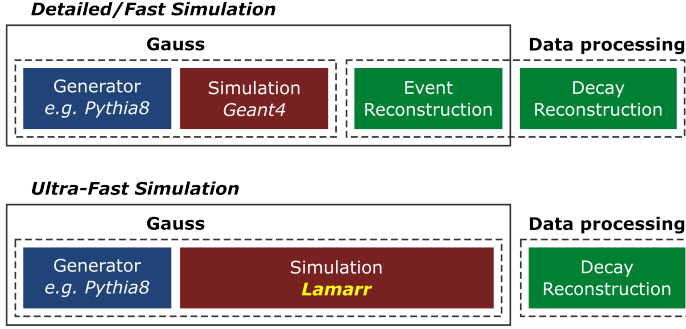 Detailed/Fast Simulation
Gauss
Data processing
Generator
e.g. Pythia8
Simulation
Geant4
Event
Reconstruction
Decay
Reconstruction
Ultra-Fast Simulation
Gauss
Data processing
Generator
e.g. Pythia8
Simulation
Lamarr
Decay
Reconstruction